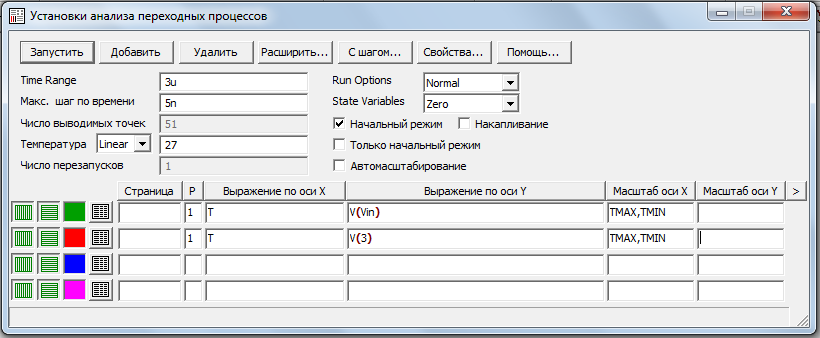 Установки анализа переходных процессов
Запустить Добавить Удалить Расширить... С шагом... Свойства... Помощь...
Time Range 3u Run Options Normal
Макс. шаг по времени 5n State Variables Zero
Число выводимых точек 51 Начальный режим Накапливание
Температура Linear 27 Только начальный режим
Число перезапусков 1 Автомасштабирование
Страница P Выражение по оси X Выражение по оси Y Масштаб оси X Масштаб оси Y >
1 T V(Vin) TMAX,TMIN
1 T V(3) TMAX,TMIN